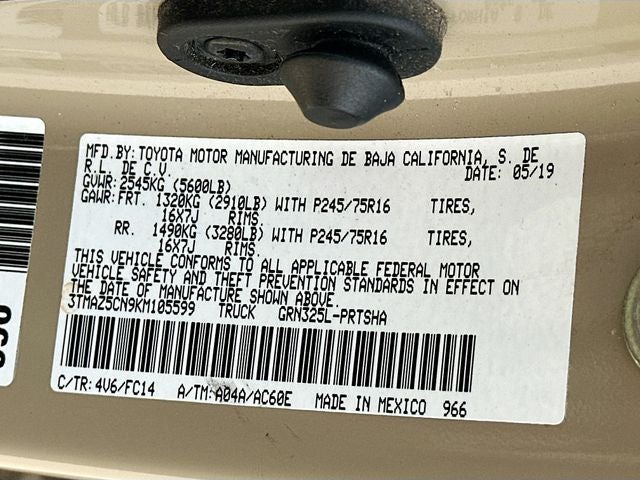 MFD.BY: TOYOTA MOTOR MANUFACTURING DE BAJA CALIFORNIA, S. DE
R.L. DE C.V. DATE: 05/19
GVWR: 2545KG (5600LB)
GAWR: FRT. 1320KG (2910LB) WITH P245/75R16 TIRES,
16X7J RIMS.
RR. 1490KG (3280LB) WITH P245/75R16 TIRES,
16X7J RIMS.
THIS VEHICLE CONFORMS TO ALL APPLICABLE FEDERAL MOTOR
VEHICLE SAFETY AND THEFT PREVENTION STANDARDS IN EFFECT ON
THE DATE OF MANUFACTURE SHOWN ABOVE.
3TMAZ5CN9KM105599 TRUCK GRN325L-PRTSHA
C/TR: 4V6/FC14 A/TM: A04A/AC60E MADE IN MEXICO 966